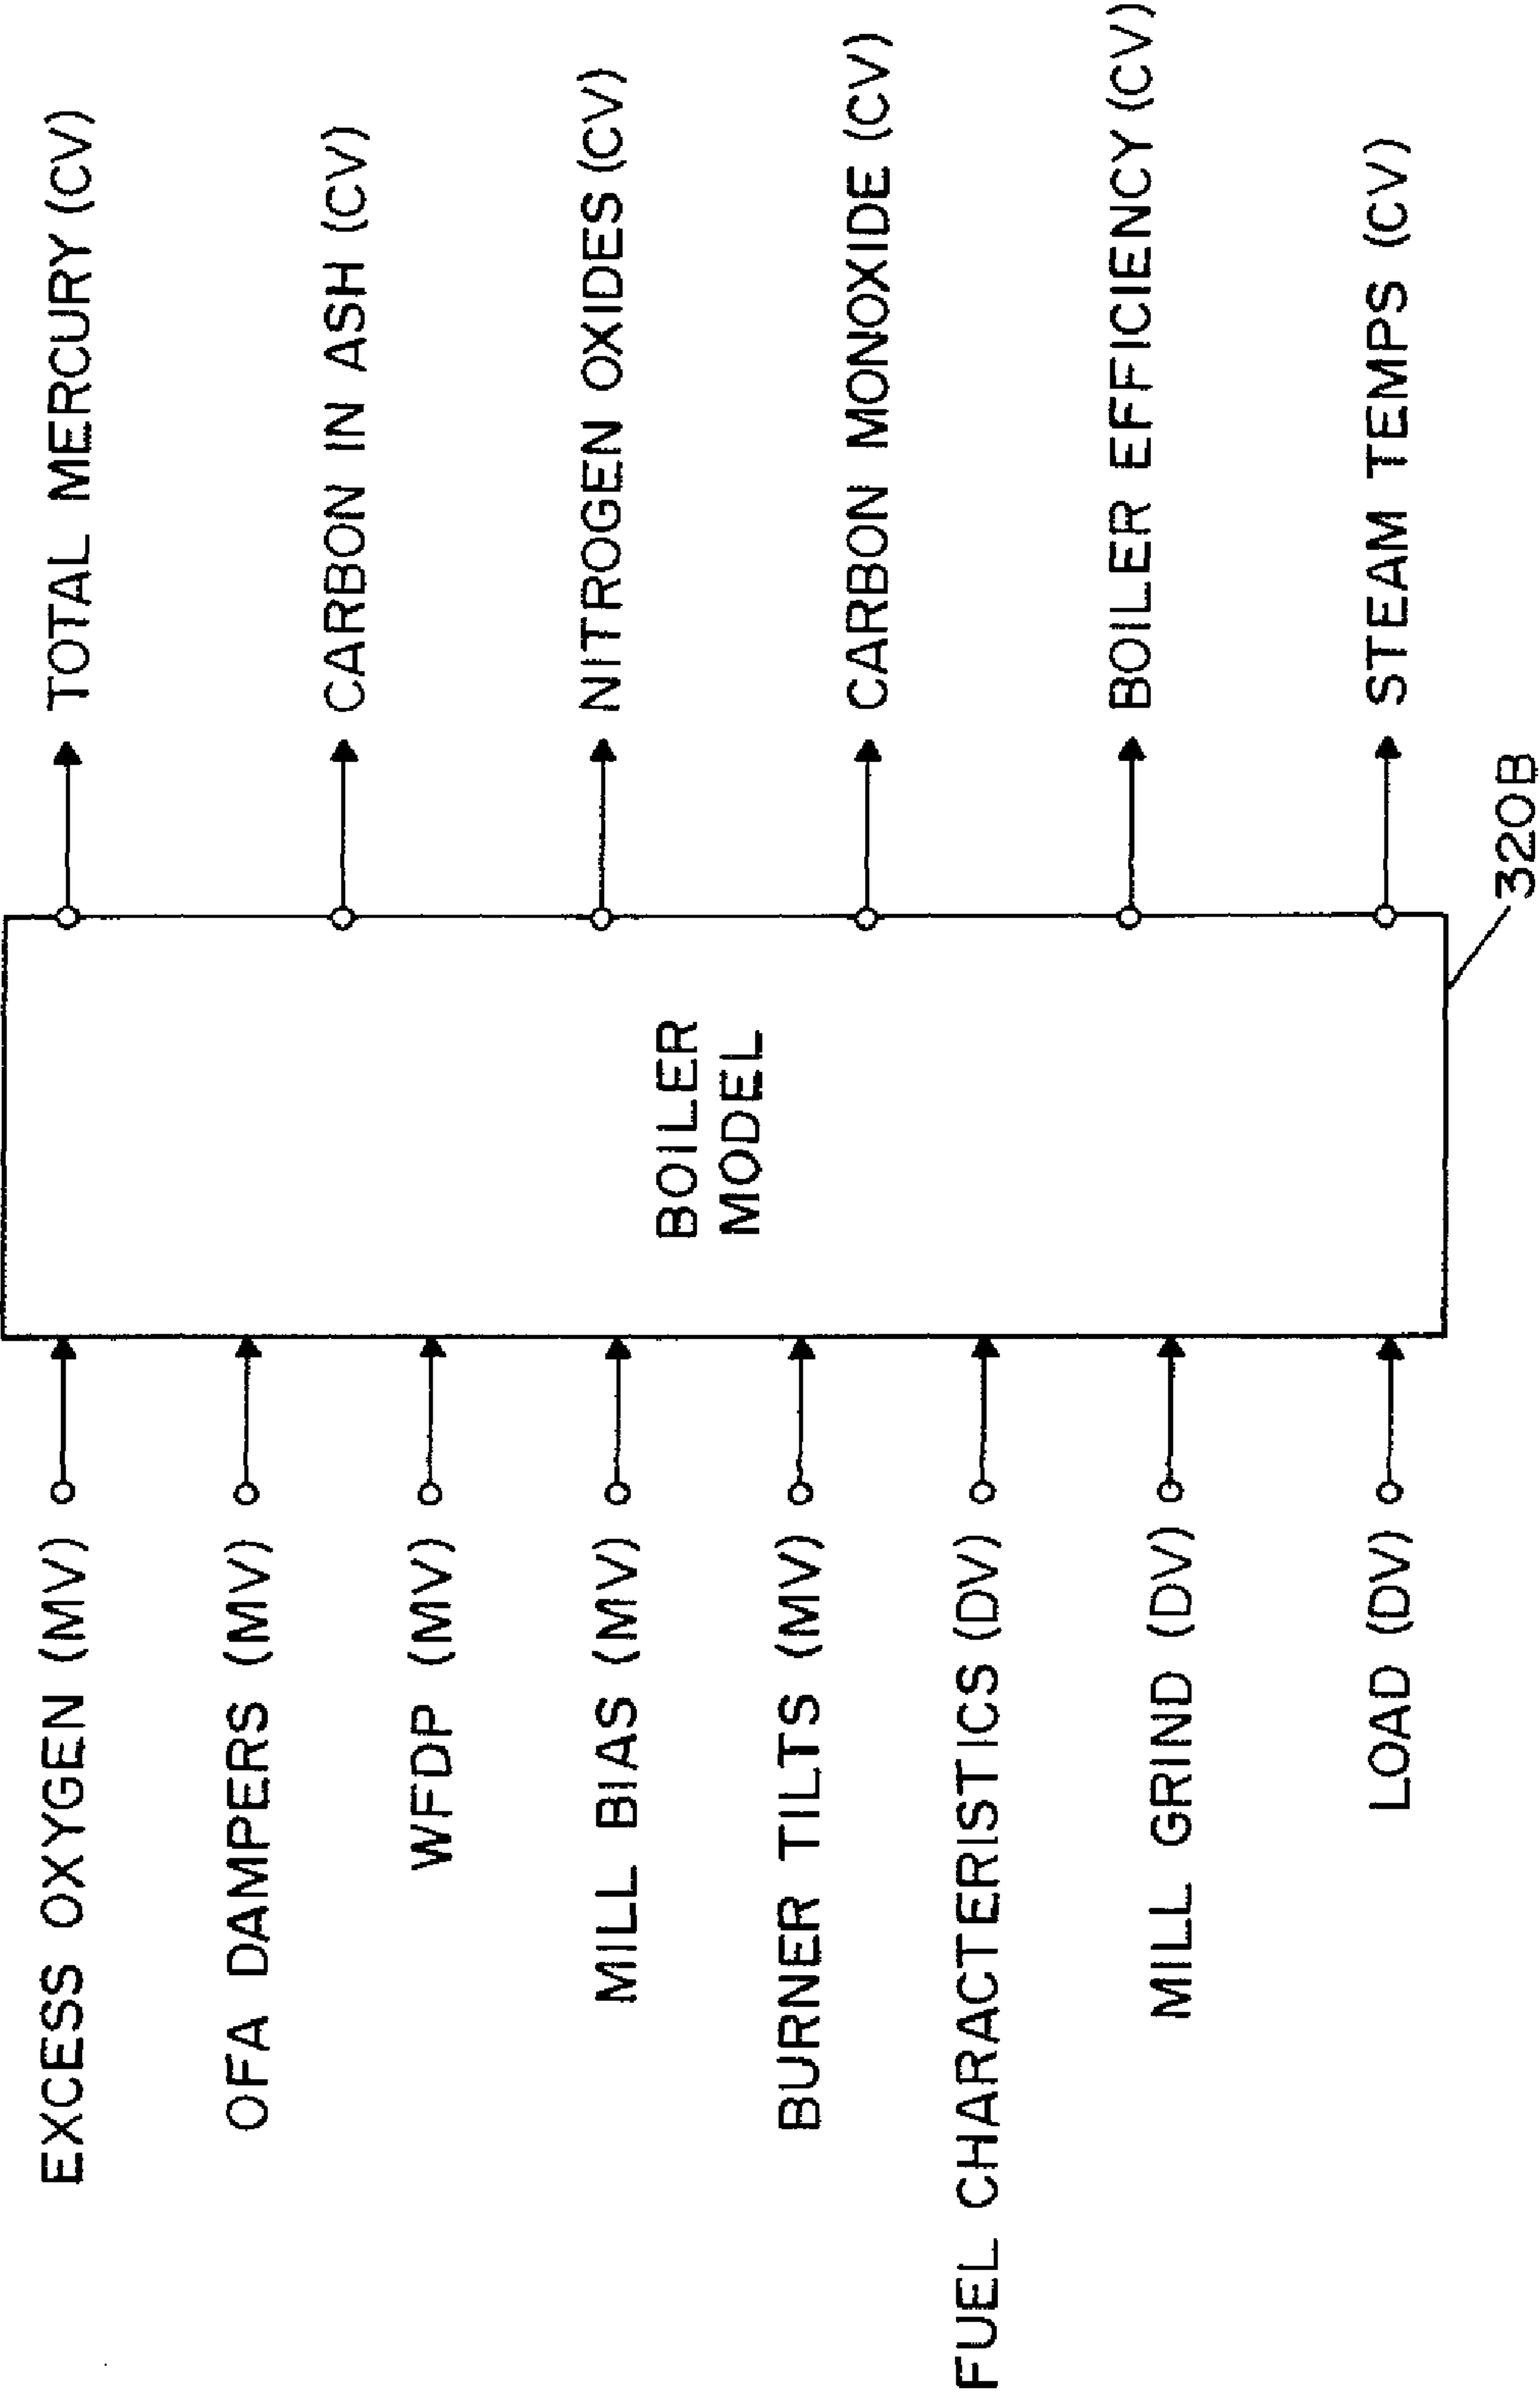 EXCESS OXYGEN (MV)
OFA DAMPERS (MV)
WFDP (MV)
MILL BIAS (MV)
BURNER TILTS (MV)
FUEL CHARACTERISTICS (DV)
MILL GRIND (DV)
LOAD (DV)
BOILER
MODEL
TOTAL MERCURY (CV)
CARBON IN ASH (CV)
NITROGEN OXIDES (CV)
CARBON MONOXIDE (CV)
BOILER EFFICIENCY (CV)
STEAM TEMPS (CV)
320B